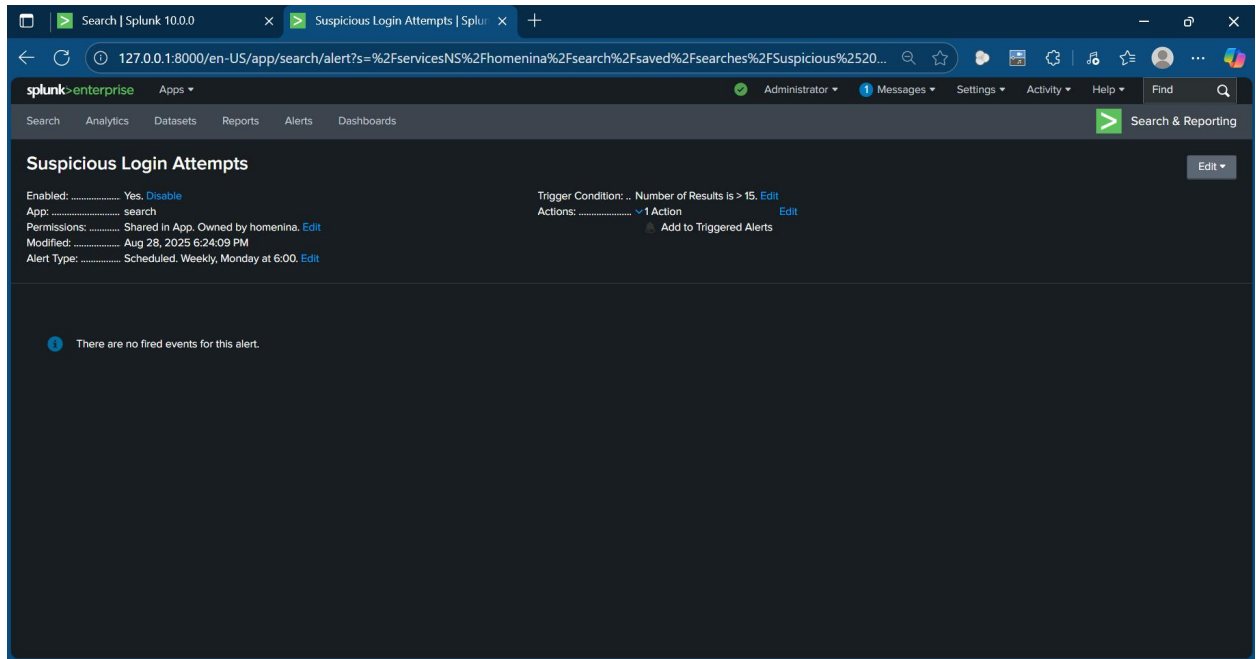 Search | Splunk 10.0.0
Suspicious Login Attempts | Splun
127.0.0.1:8000/en-US/app/search/alert?s=%2FservicesNS%2Fhomenina%2Fsearch%2Fsaved%2Fsearches%2FSuspicious%2520...
splunk>enterprise Apps
Administrator 1 Messages Settings Activity Help Find
Search Analytics Datasets Reports Alerts Dashboards
Search & Reporting
Suspicious Login Attempts
Edit
Enabled: .................. Yes. Disable
App: .......................... search
Permissions: ........... Shared in App. Owned by homenina. Edit
Modified: ................. Aug 28, 2025 6:24:09 PM
Alert Type: .............. Scheduled. Weekly, Monday at 6:00. Edit
Trigger Condition: .. Number of Results is > 15. Edit
Actions: .................... 1 Action Edit
Add to Triggered Alerts
There are no fired events for this alert.